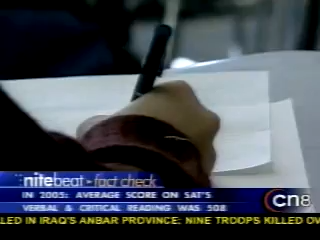 nitebeat - fact check
IN 2005: AVERAGE SCORE ON SAT'S
VERBAL & CRITICAL READING WAS 508
CN8
LLED IN IRAQ'S ANBAR PROVINCE; NINE TROOPS KILLED OV